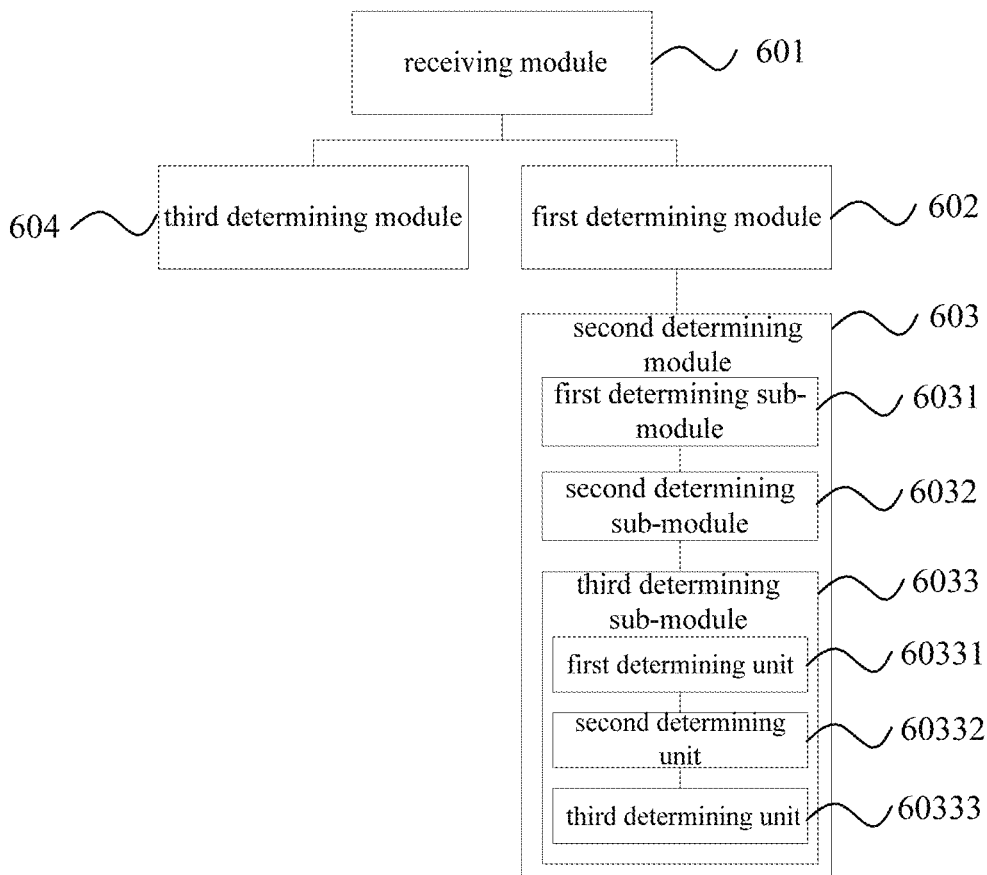 receiving module
601
604
third determining module
first determining module
602
second determining
module
603
first determining sub-
module
6031
second determining
sub-module
6032
third determining
sub-module
6033
first determining unit
60331
second determining
unit
60332
third determining unit
60333